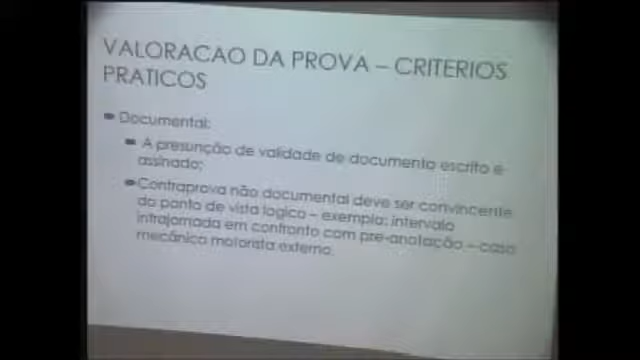 VALORACAO DA PROVA – CRITERIOS
PRATICOS
Documental:
A presunção de validade de documento escrito e
assinado;
Contraprova não documental deve ser convincente
do ponto de vista logico – exemplo: intervalo
intrajornada em confronto com pre-anotação – caso
mecânico motorista externo.